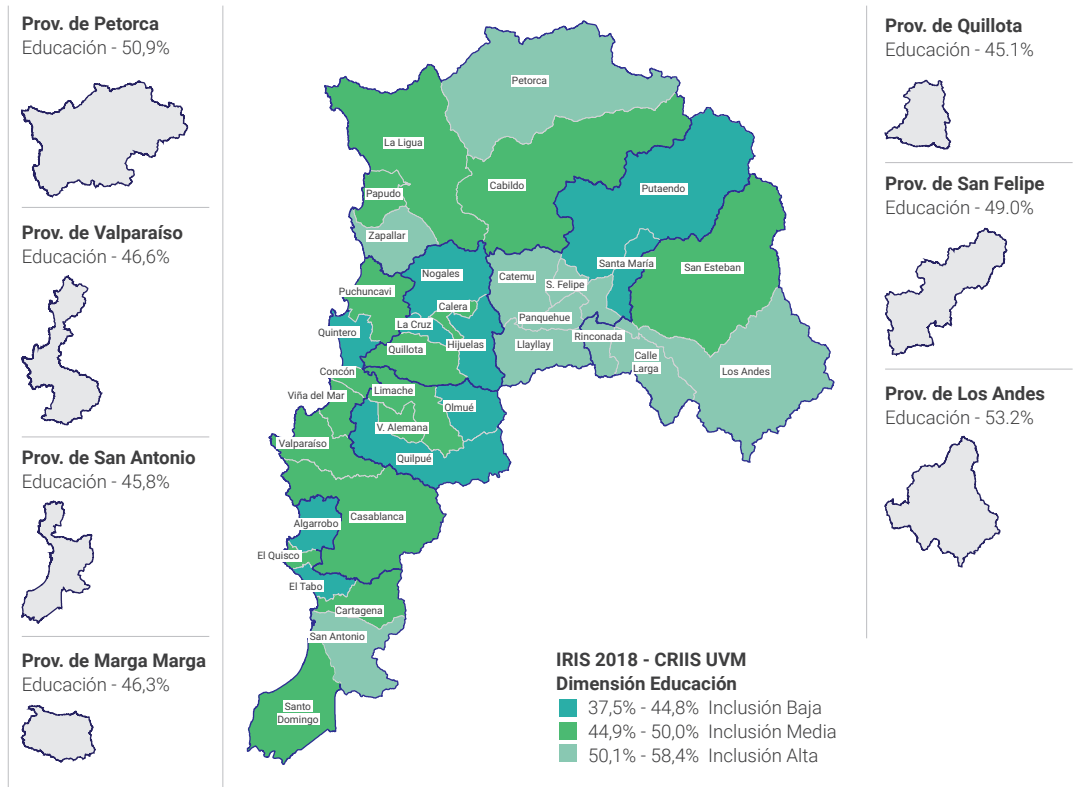 Prov. de Petorca
Educación - 50,9%
Prov. de Valparaíso
Educación - 46,6%
Prov. de San Antonio
Educación - 45,8%
Prov. de Marga Marga
Educación - 46,3%
Petorca
La Ligua
Cabildo
Papudo
Putaendo
Zapallar
Santa María
San Esteban
Nogales
Catemu
S. Felipe
Puchuncavi
Calera
Panquehue
La Cruz
Quintero
Hijuelas
Llayllay
Rinconada
Quillota
Calle
Larga
Los Andes
Concón
Limache
Viña del Mar
Olmué
V. Alemana
Valparaíso
Quilpué
Casablanca
Algarrobo
El Quisco
El Tabo
Cartagena
San Antonio
Santo
Domingo
IRIS 2018 - CRIIS UVM
Dimensión Educación
37,5% - 44,8% Inclusión Baja
44,9% - 50,0% Inclusión Media
50,1% - 58,4% Inclusión Alta
Prov. de Quillota
Educación - 45.1%
Prov. de San Felipe
Educación - 49.0%
Prov. de Los Andes
Educación - 53.2%